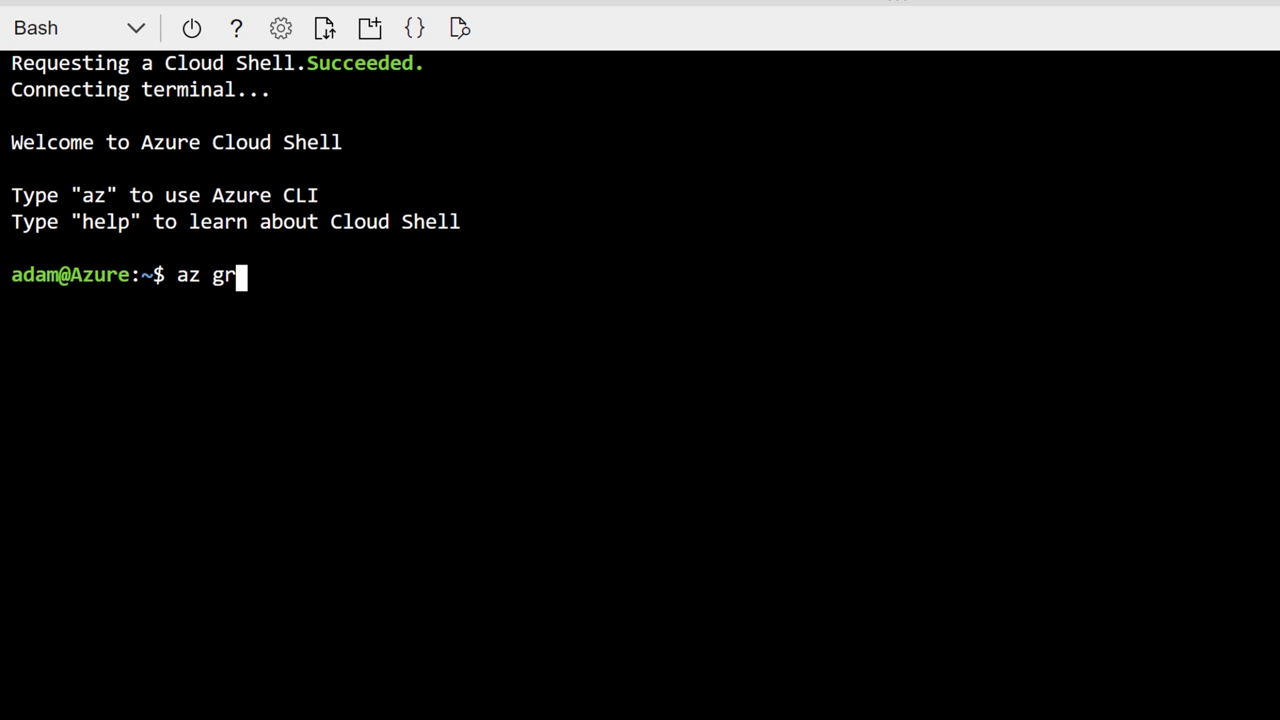 Bash
Requesting a Cloud Shell.Succeeded.
Connecting terminal...
Welcome to Azure Cloud Shell
Type "az" to use Azure CLI
Type "help" to learn about Cloud Shell
adam@Azure:~$ az gr